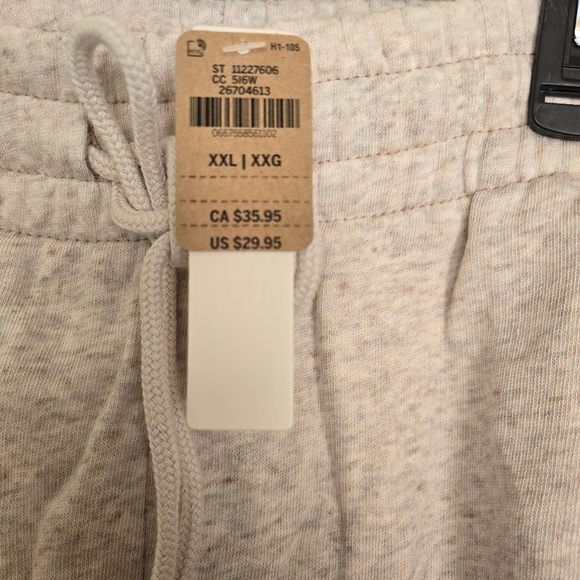 H1-105
ST 11227606
CC 516W
26704613
0667558561102
XXL | XXG
CA $35.95
US $29.95